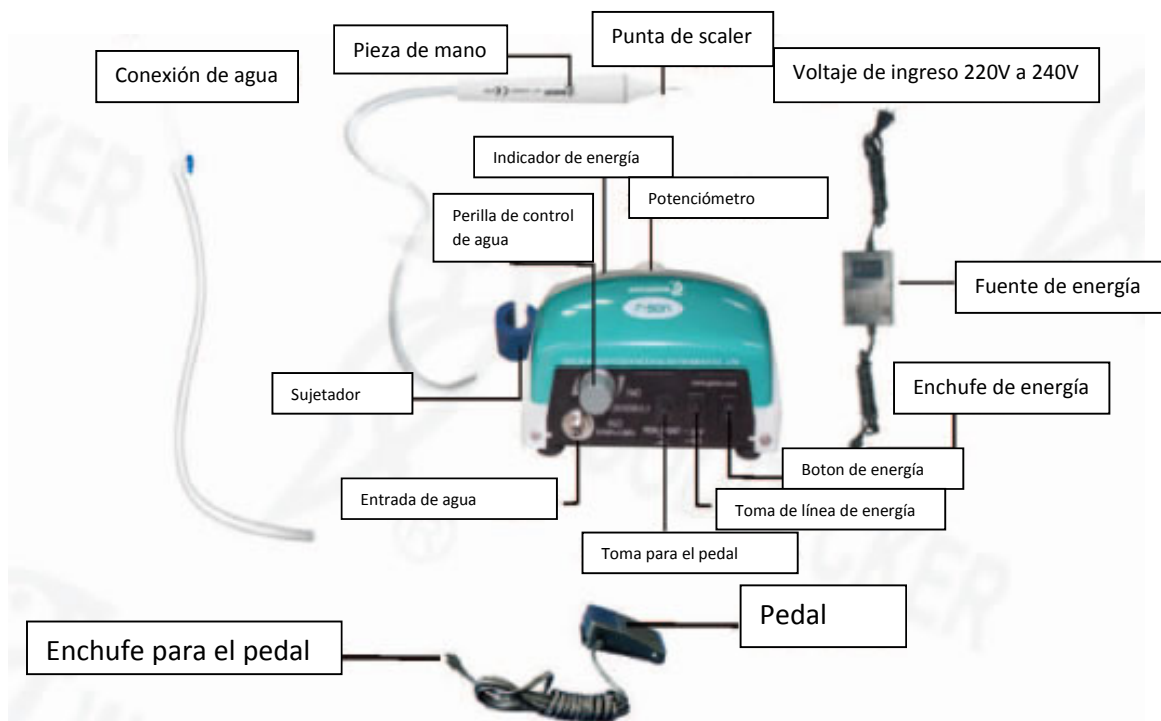 Punta de scaler
Pieza de mano
Conexión de agua
Voltaje de ingreso 220V a 240V
Indicador de energía
Potenciómetro
Perilla de control
de agua
Fuente de energía
Sujetador
Enchufe de energía
Boton de energía
Entrada de agua
Toma de línea de energía
Toma para el pedal
Pedal
Enchufe para el pedal